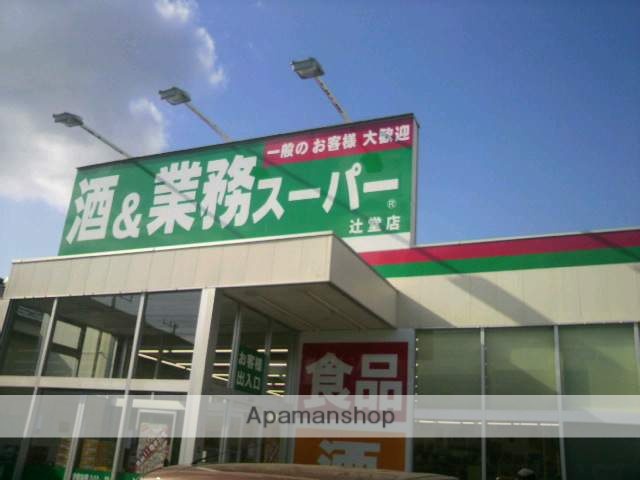 一般の お客様 大歓迎
酒&業務スーパー®
辻堂店
お客様
出入口
食品
酒
Apamanshop